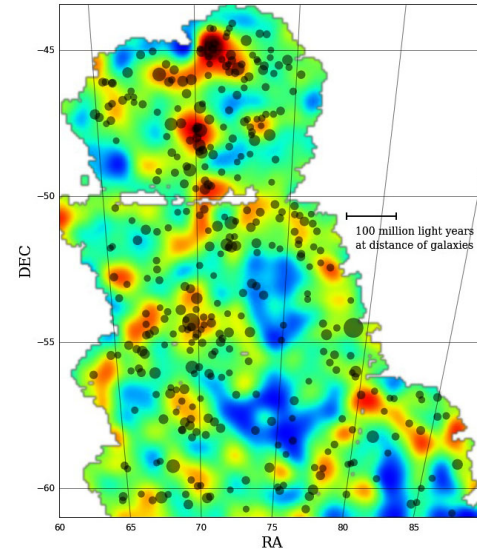 -45
-50
100 million light years
at distance of galaxies
DEC
-55
-60
60 65 70 75 80 85
RA